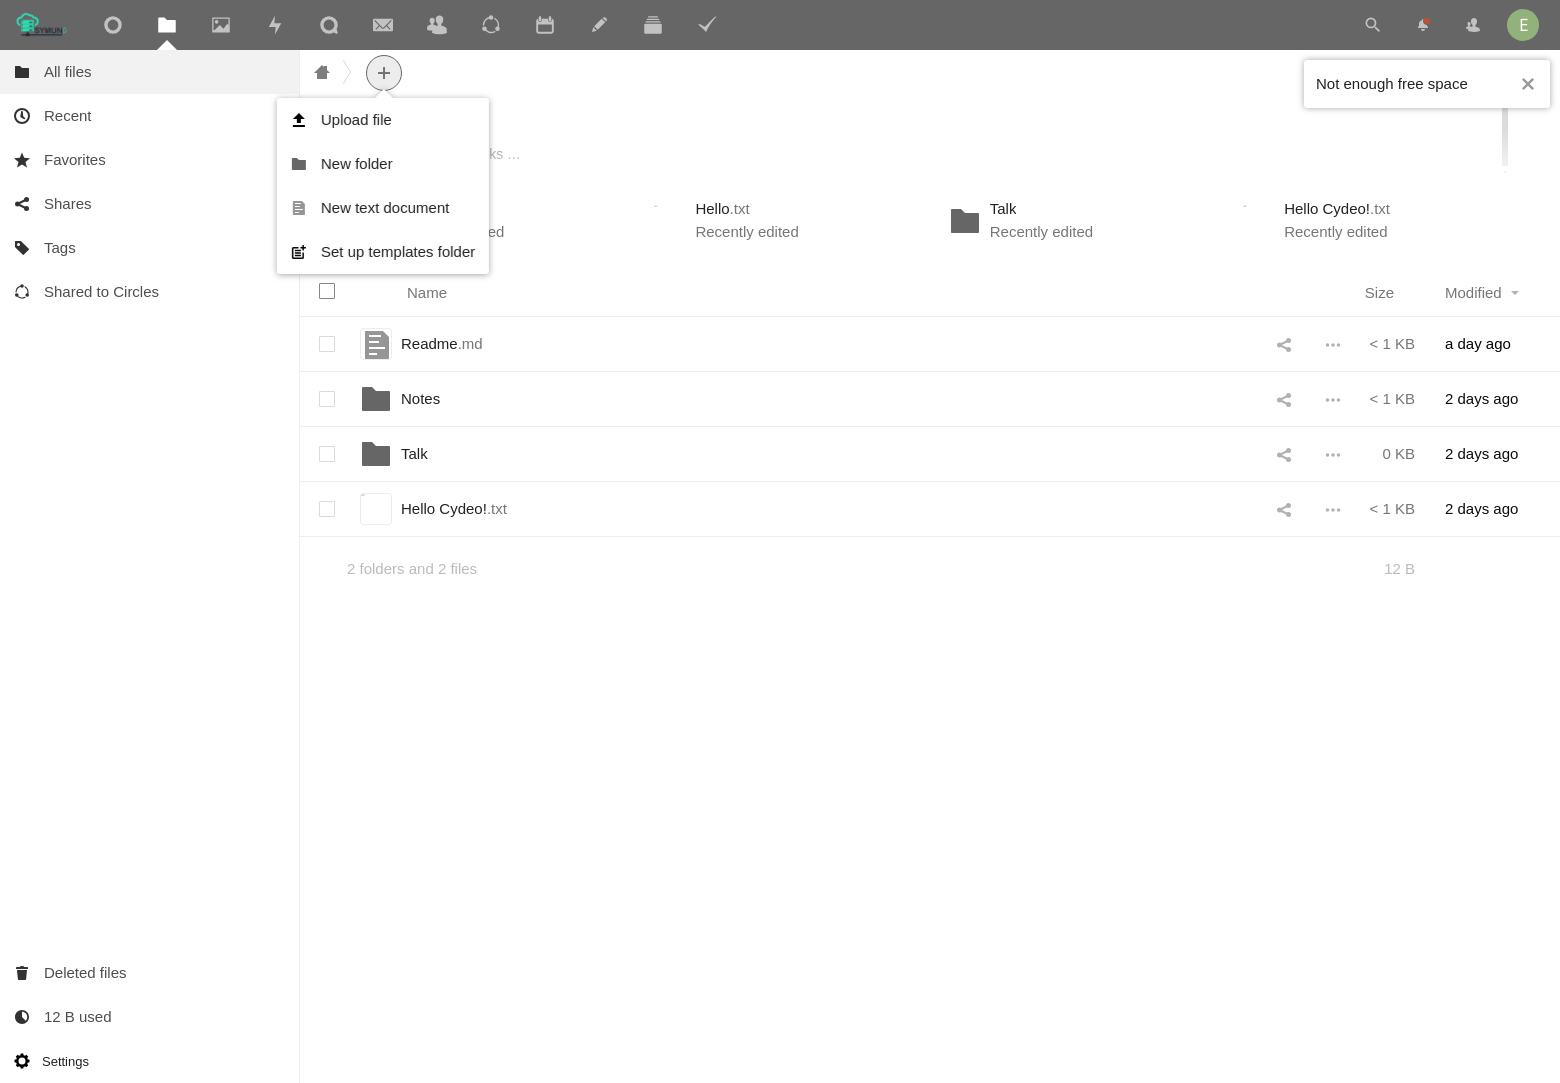 E
All files
Recent
Favorites
Shares
Tags
Shared to Circles
Not enough free space
Upload file
New folder
New text document
Set up templates folder
ks ...
ed
Hello.txt
Recently edited
Talk
Recently edited
Hello Cydeo!.txt
Recently edited
Name Size Modified
Readme.md < 1 KB a day ago
Notes < 1 KB 2 days ago
Talk 0 KB 2 days ago
Hello Cydeo!.txt < 1 KB 2 days ago
2 folders and 2 files 12 B
Deleted files
12 B used
Settings